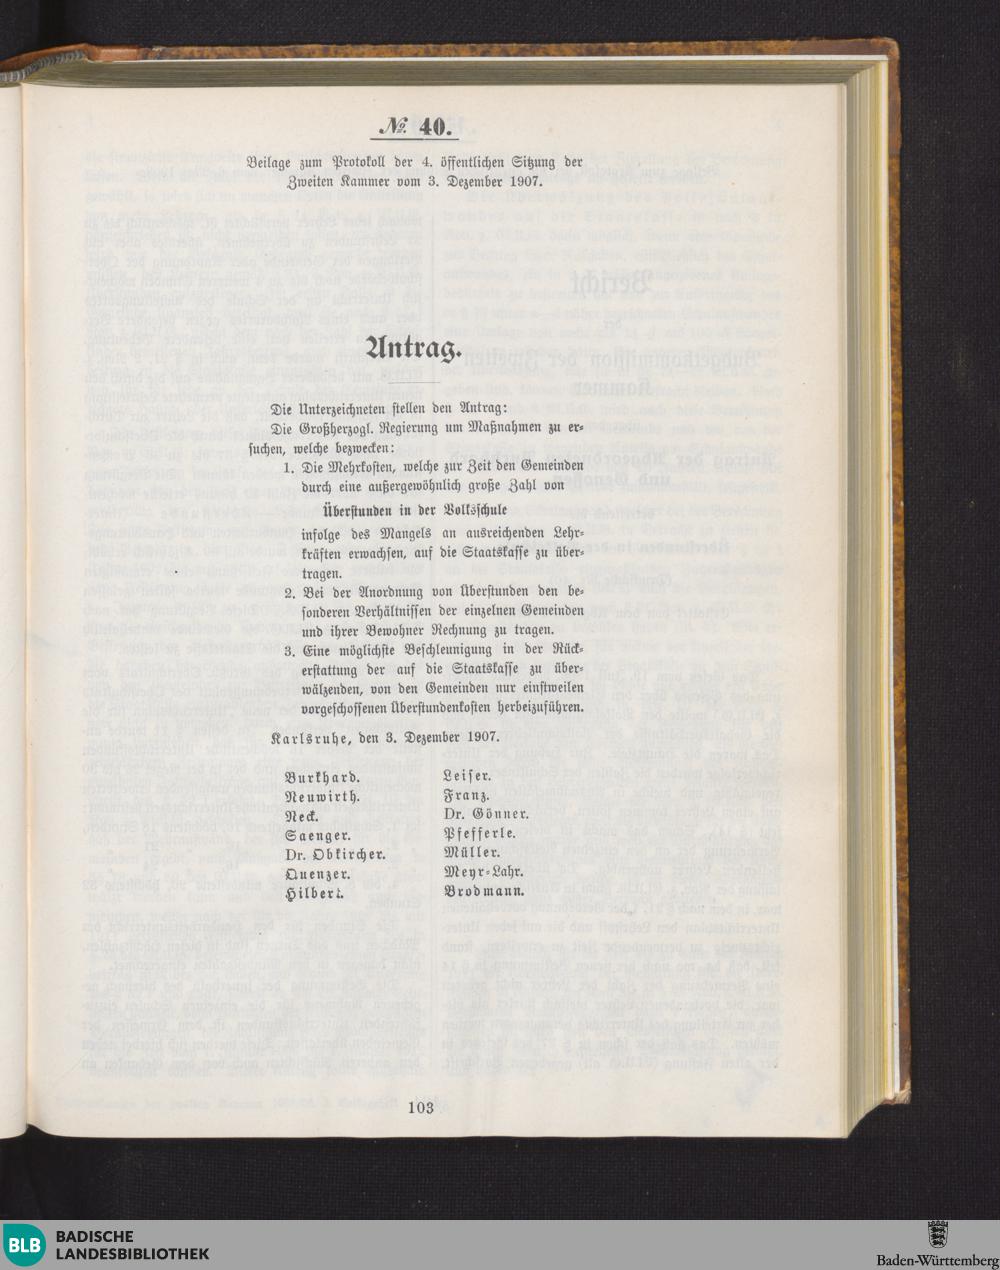 № 40.
Beilage zum Protokoll der 4. öffentlichen Sitzung der
Zweiten Kammer vom 3. Dezember 1907.
Antrag.
Die Unterzeichneten stellen den Antrag:
Die Großherzogl. Regierung um Maßnahmen zu er-
suchen, welche bezwecken:
1. Die Mehrkosten, welche zur Zeit den Gemeinden
durch eine außergewöhnlich große Zahl von
Überstunden in der Volksschule
infolge des Mangels an ausreichenden Lehr-
kräften erwachsen, auf die Staatskasse zu über-
tragen.
2. Bei der Anordnung von Überstunden den be-
sonderen Verhältnissen der einzelnen Gemeinden
und ihrer Bewohner Rechnung zu tragen.
3. Eine möglichste Beschleunigung in der Rück-
erstattung der auf die Staatskasse zu über-
wälzenden, von den Gemeinden nur einstweilen
vorgeschossenen Überstundenkosten herbeizuführen.
Karlsruhe, den 3. Dezember 1907.
Burkhard.
Neuwirth.
Neck.
Saenger.
Dr. Obkircher.
Quenzer.
Hilbert.
Leiser.
Franz.
Dr. Gönner.
Pfefferle.
Müller.
Meyr-Lahr.
Brodmann.
103
BLB BADISCHE
LANDESBIBLIOTHEK
Baden-Württemberg